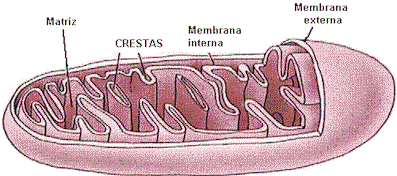 Matriz
CRESTAS
Membrana
interna
Membrana
externa